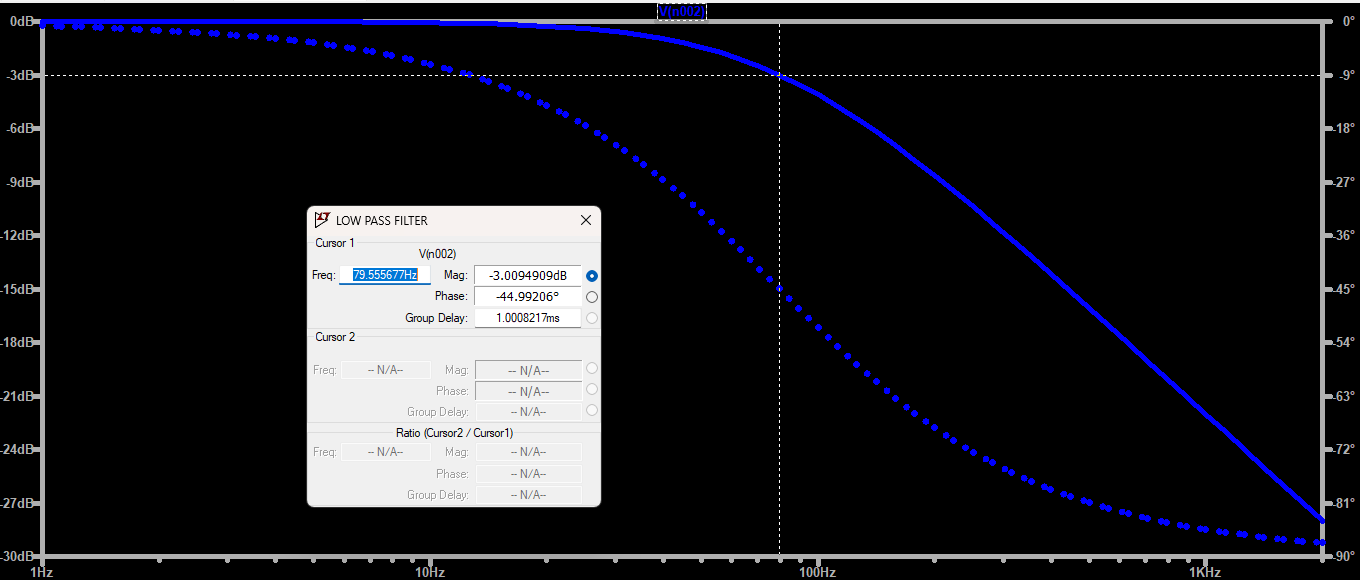 V(n002)
0dB
-3dB
-6dB
-9dB
-12dB
-15dB
-18dB
-21dB
-24dB
-27dB
-30dB
0°
-9°
-18°
-27°
-36°
-45°
-54°
-63°
-72°
-81°
-90°
1Hz 10Hz 100Hz 1KHz
LOW PASS FILTER
Cursor 1
V(n002)
Freq: 79.555677Hz Mag: -3.0094909dB
Phase: -44.99206°
Group Delay: 1.0008217ms
Cursor 2
Freq: -- N/A-- Mag: -- N/A--
Phase: -- N/A--
Group Delay: -- N/A--
Ratio (Cursor2 / Cursor1)
Freq: -- N/A-- Mag: -- N/A--
Phase: -- N/A--
Group Delay: -- N/A--